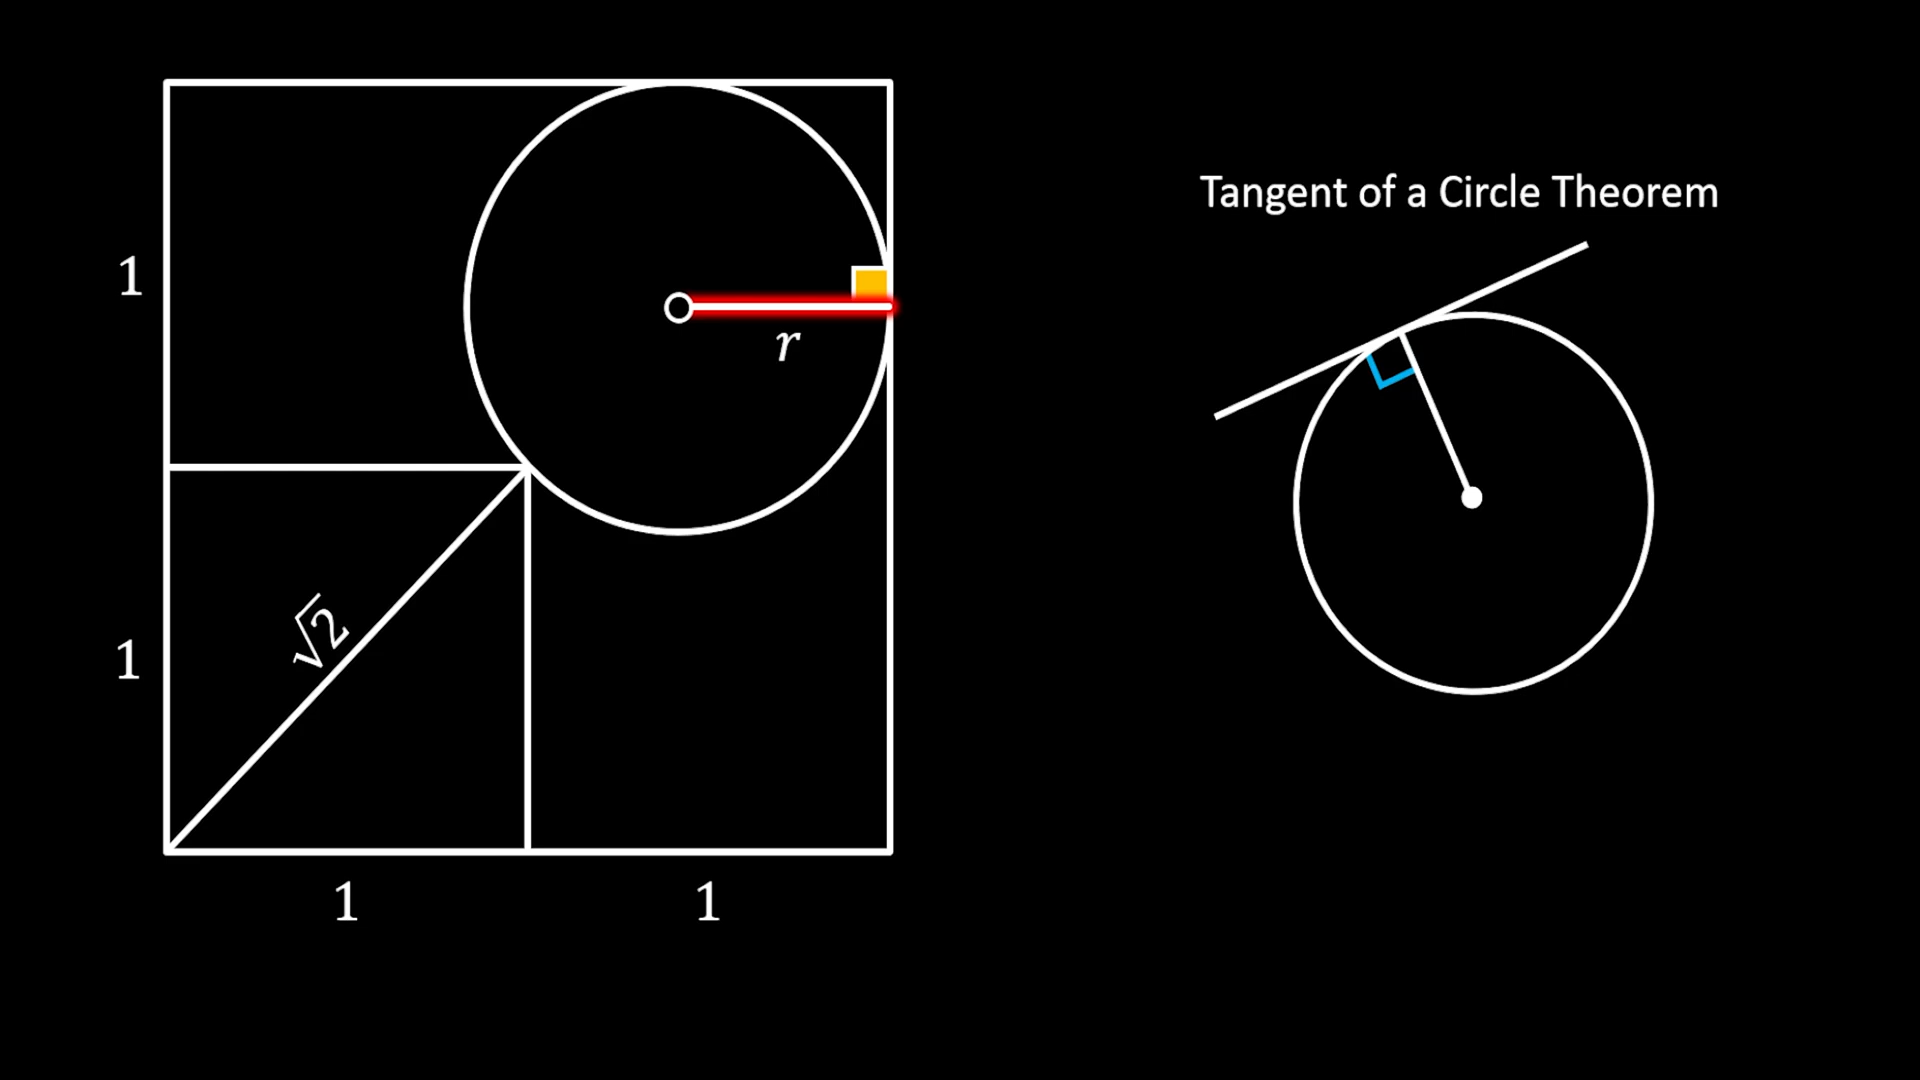 Tangent of a Circle Theorem
1
r
√2
1
1
1